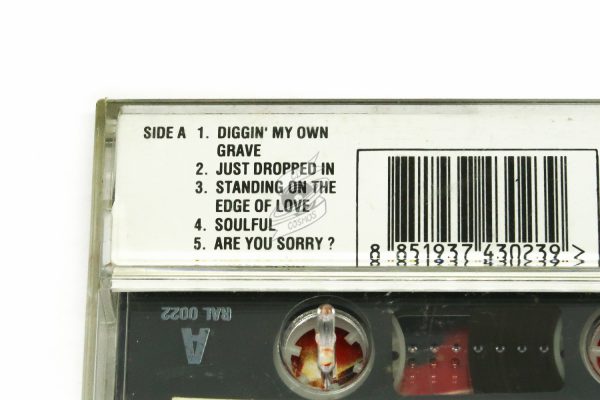 SIDE A 1. DIGGIN' MY OWN
GRAVE
2. JUST DROPPED IN
3. STANDING ON THE
EDGE OF LOVE
4. SOULFUL
5. ARE YOU SORRY ?
8 851937 430239 >
COSMOS
RAL 0022
A